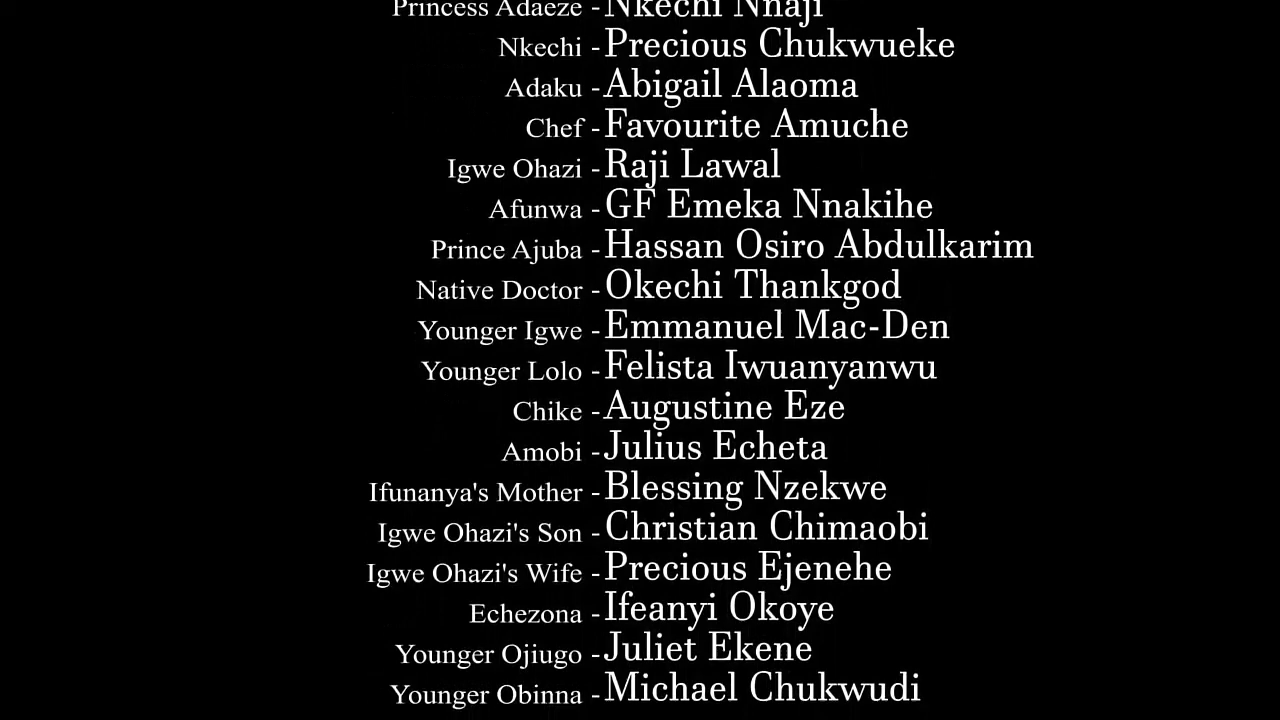 Princess Adaeze - Nkechi Nnaji
Nkechi - Precious Chukwueke
Adaku - Abigail Alaoma
Chef - Favourite Amuche
Igwe Ohazi - Raji Lawal
Afunwa - GF Emeka Nnakihe
Prince Ajuba - Hassan Osiro Abdulkarim
Native Doctor - Okechi Thankgod
Younger Igwe - Emmanuel Mac-Den
Younger Lolo - Felista Iwuanyanwu
Chike - Augustine Eze
Amobi - Julius Echeta
Ifunanya's Mother - Blessing Nzekwe
Igwe Ohazi's Son - Christian Chimaobi
Igwe Ohazi's Wife - Precious Ejenehe
Echezona - Ifeanyi Okoye
Younger Ojiugo - Juliet Ekene
Younger Obinna - Michael Chukwudi